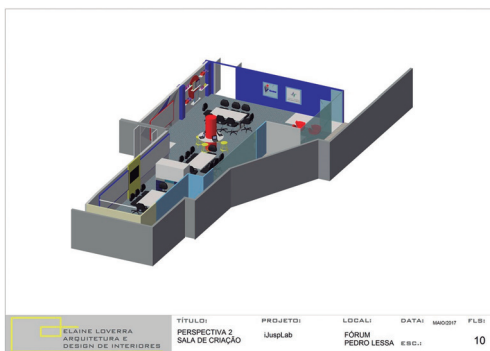 ELAINE LOVERRA
ARQUITETURA E
DESIGN DE INTERIORES
TÍTULO:
PERSPECTIVA 2
SALA DE CRIAÇÃO
PROJETO:
iJuspLab
LOCAL:
FÓRUM
PEDRO LESSA
DATA: MAIO/2017
ESC.:
FLS:
10